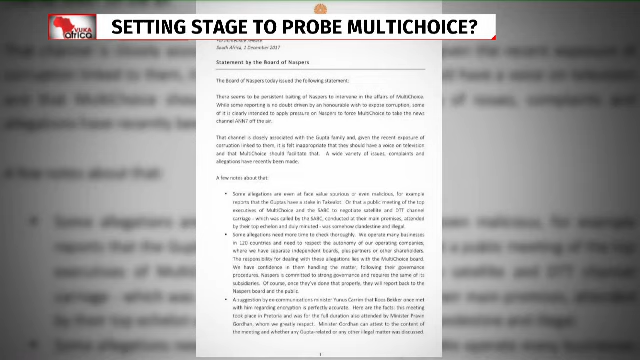 VUKA
africa
SETTING STAGE TO PROBE MULTICHOICE?
South Africa, 1 December 2017
Statement by the Board of Naspers
The Board of Naspers today issued the following statement:
There seems to be persistent baiting of Naspers to intervene in the affairs of MultiChoice.
While some reporting is no doubt driven by an honourable wish to expose corruption, some
of it is clearly intended to apply pressure on Naspers to force MultiChoice to take the news
channel ANN7 off the air.
That channel is closely associated with the Gupta family and, given the recent exposure of
corruption linked to them, it is felt inappropriate that they should have a voice on television
and that MultiChoice should facilitate that. A wide variety of issues, complaints and
allegations have recently been made.
A few notes about that:
• Some allegations are even at face value spurious or even malicious, for example
reports that the Guptas have a stake in Takealot. Or that a public meeting of the top
executives of MultiChoice and the SABC to negotiate satellite and DTT channel
carriage - which was called by the SABC, conducted at their main premises, attended
by their top echelon and duly minuted - was somehow clandestine and illegal.
• Some allegations need more time to check thoroughly. We operate many businesses
in 120 countries and need to respect the autonomy of our operating companies,
where we have separate independent boards, plus partners or other shareholders.
The responsibility for dealing with these allegations lies with the MultiChoice board.
We have confidence in them handling the matter, following their governance
procedures. Naspers is committed to strong governance and requires the same of its
subsidiaries. Of course, once they've done that properly, they will report back to the
Naspers board and the public.
• A suggestion by ex-communications minister Yunus Carrim that Koos Bekker once met
with him regarding encryption is perfectly accurate. Here are the facts: this meeting
took place in Pretoria and was for the full duration also attended by Minister Pravin
Gordhan, whom we greatly respect. Minister Gordhan can attest to the content of
the meeting and whether any Gupta-related or any other illegal matter was discussed.
1